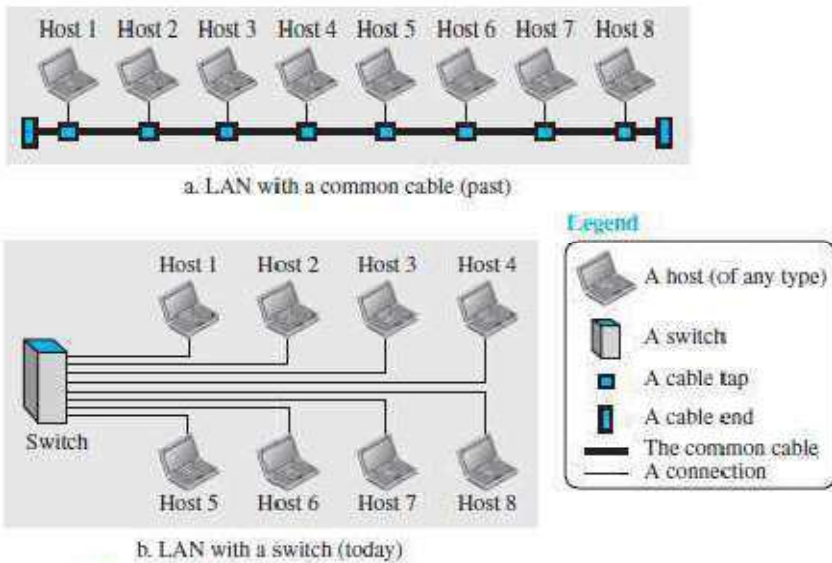 Host 1 Host 2 Host 3 Host 4 Host 5 Host 6 Host 7 Host 8
a. LAN with a common cable (past)
Legend
A host (of any type)
A switch
A cable tap
A cable end
The common cable
A connection
Host 1 Host 2 Host 3 Host 4
Switch
Host 5 Host 6 Host 7 Host 8
b. LAN with a switch (today)